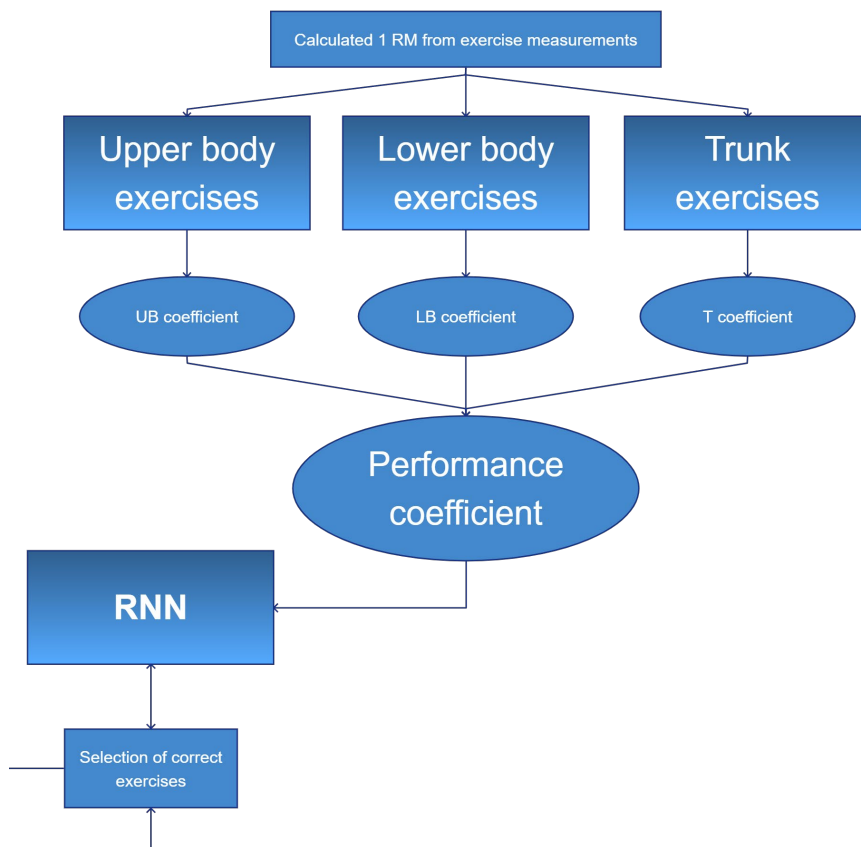 Calculated 1 RM from exercise measurements
Upper body
exercises
Lower body
exercises
Trunk
exercises
UB coefficient
LB coefficient
T coefficient
Performance
coefficient
RNN
Selection of correct
exercises